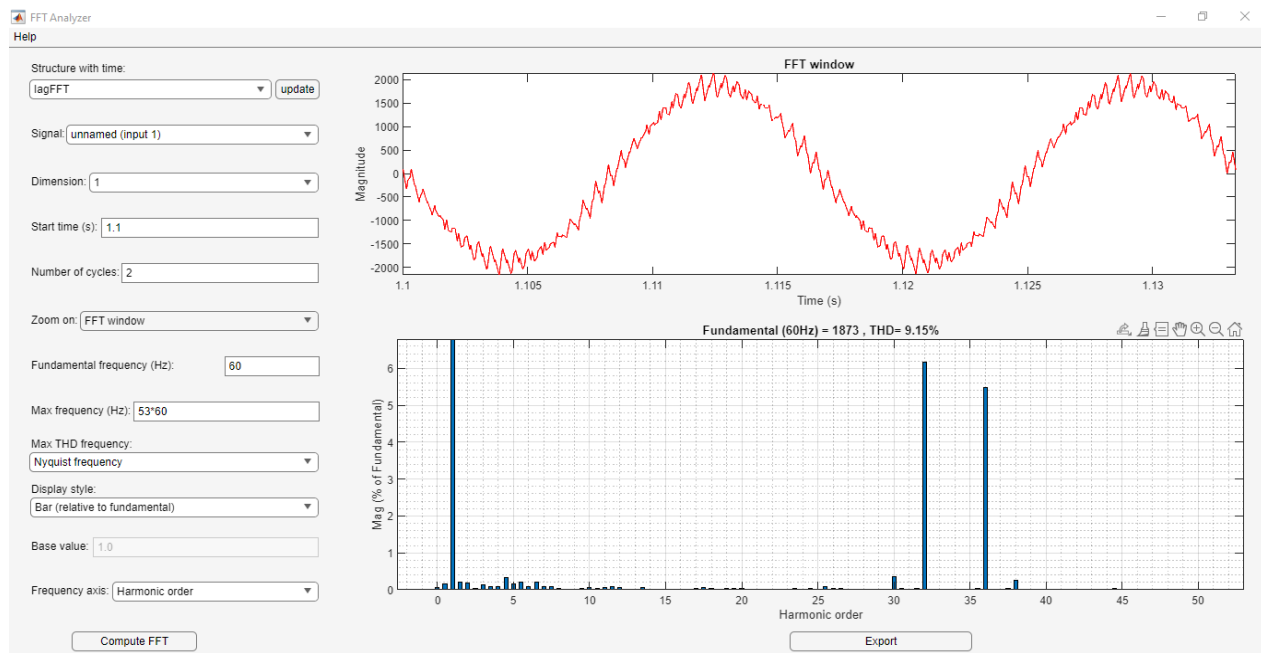 FFT Analyzer
Help
Structure with time:
lagFFT
update
Signal: unnamed (input 1)
Dimension: 1
Start time (s): 1.1
Number of cycles: 2
Zoom on: FFT window
Fundamental frequency (Hz): 60
Max frequency (Hz): 53*60
Max THD frequency:
Nyquist frequency
Display style:
Bar (relative to fundamental)
Base value: 1.0
Frequency axis: Harmonic order
Compute FFT
FFT window
2000
1500
1000
500
0
-500
-1000
-1500
-2000
Magnitude
1.1 1.105 1.11 1.115 1.12 1.125 1.13
Time (s)
Fundamental (60Hz) = 1873 , THD= 9.15%
6
5
4
3
2
1
0
Mag (% of Fundamental)
0 5 10 15 20 25 30 35 40 45 50
Harmonic order
Export